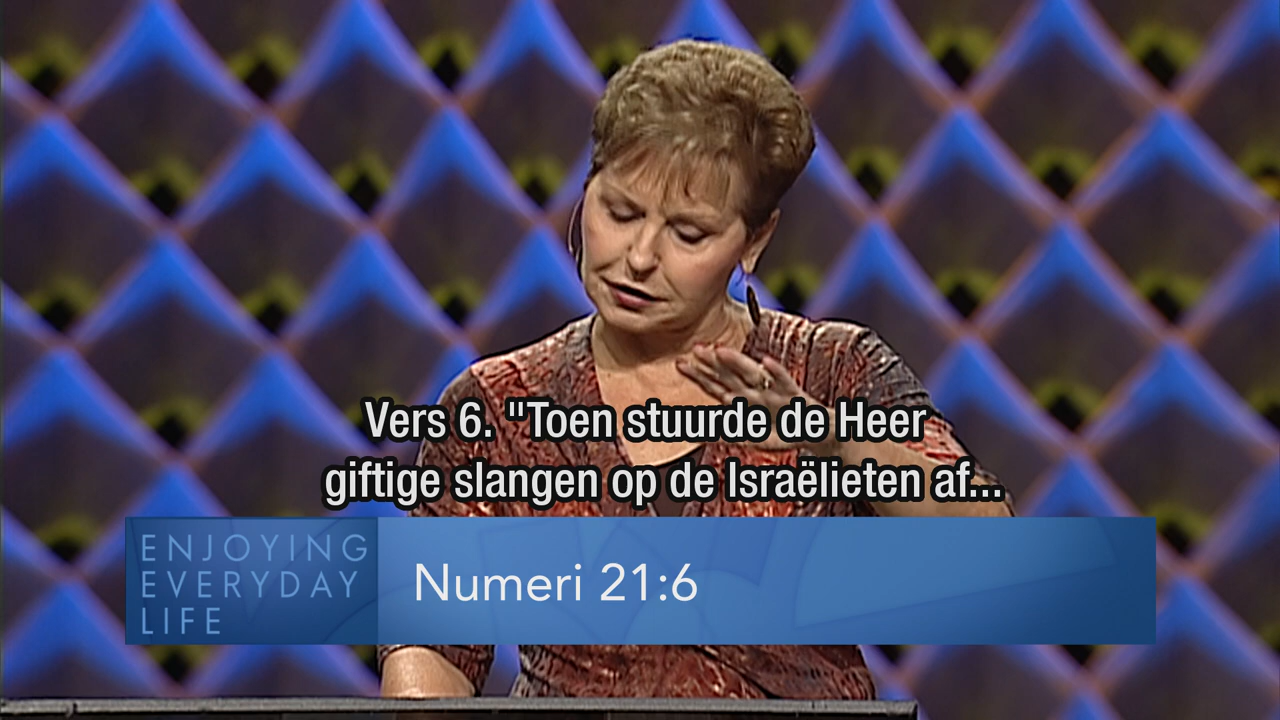 Vers 6. "Toen stuurde de Heer
giftige slangen op de Israëlieten af...
ENJOYING
EVERYDAY
LIFE
Numeri 21:6